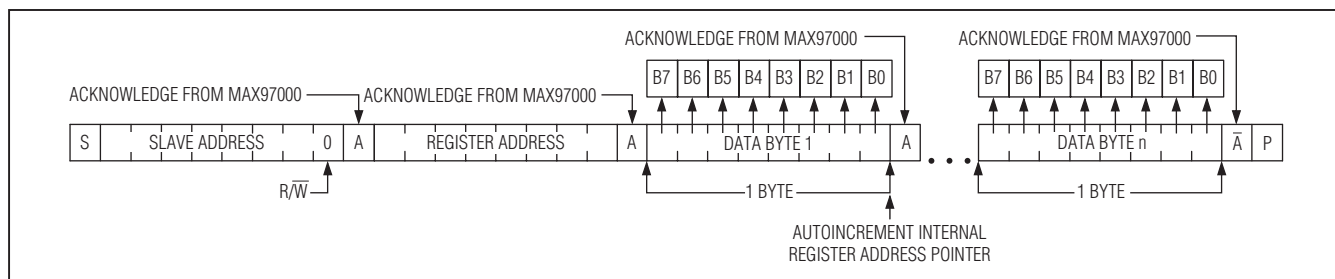 ACKNOWLEDGE FROM MAX97000 ACKNOWLEDGE FROM MAX97000
B7 B6 B5 B4 B3 B2 B1 B0 B7 B6 B5 B4 B3 B2 B1 B0
ACKNOWLEDGE FROM MAX97000 ACKNOWLEDGE FROM MAX97000
S SLAVE ADDRESS 0 A REGISTER ADDRESS A DATA BYTE 1 A • • • DATA BYTE n A̅ P
R/W̅ 1 BYTE 1 BYTE
AUTOINCREMENT INTERNAL
REGISTER ADDRESS POINTER